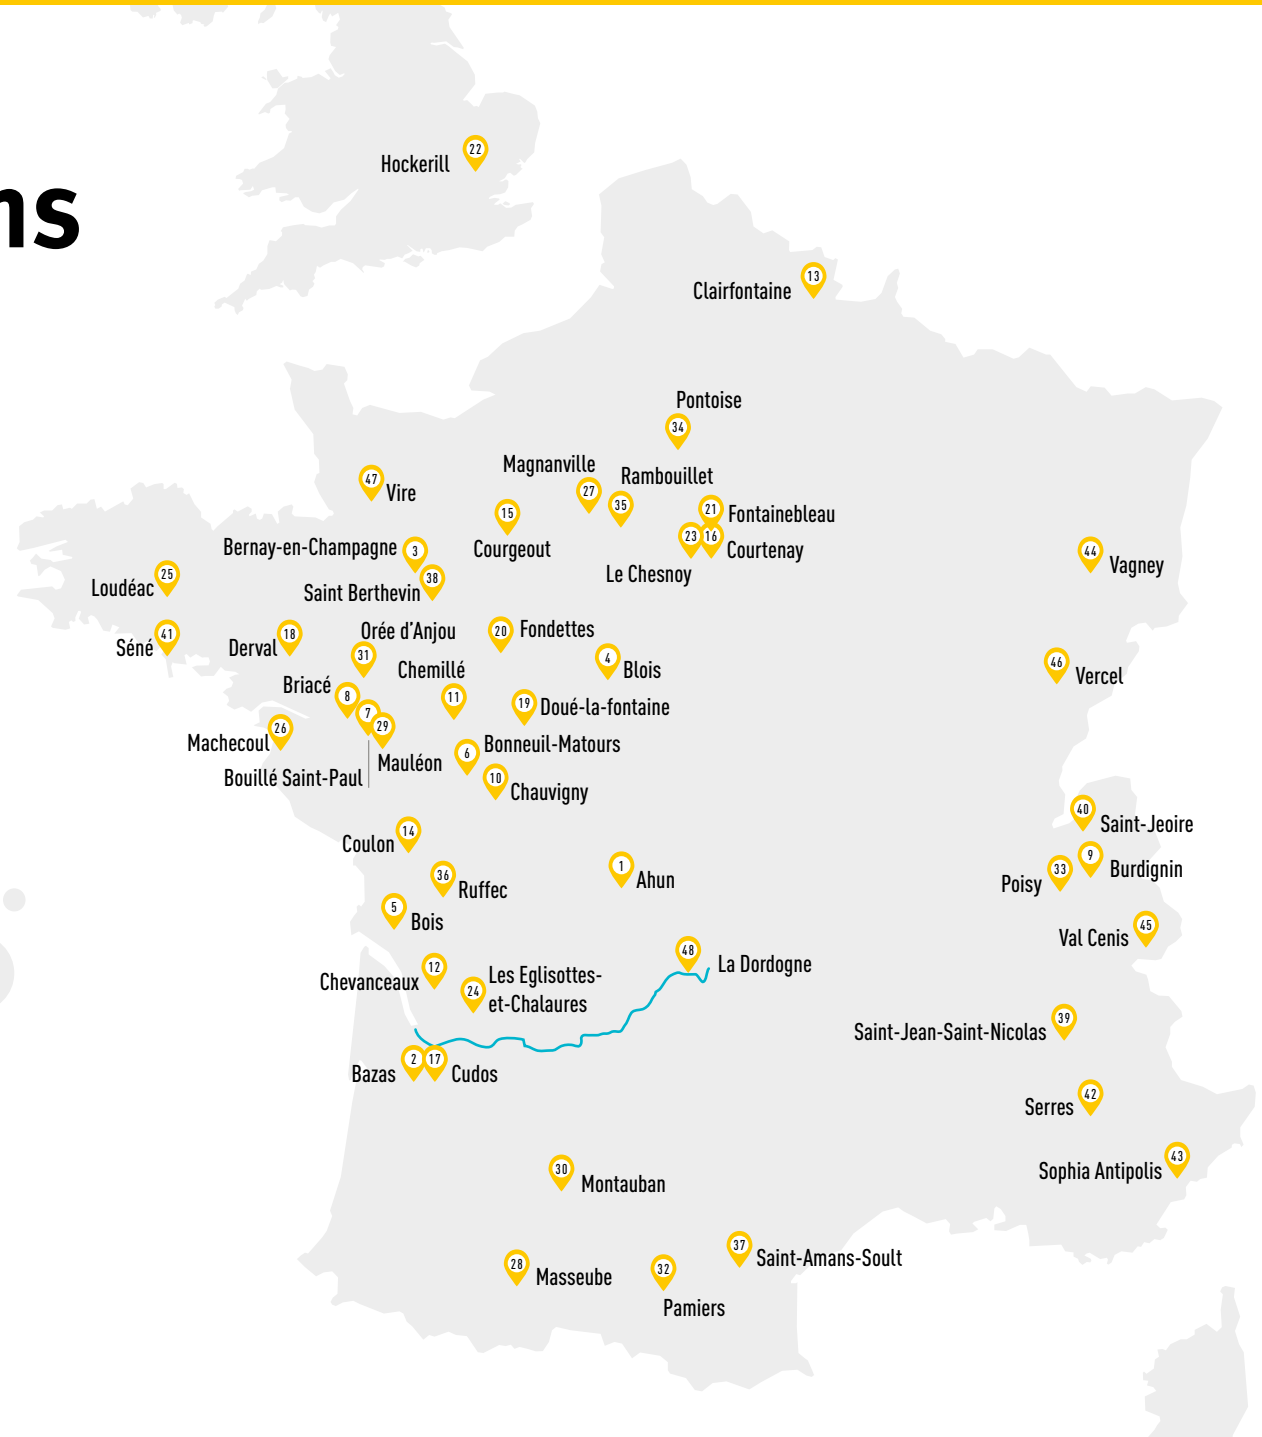 ns
22
Hockerill
13
Clairfontaine
Pontoise
34
Magnanville
27
Rambouillet
35
47
Vire
15
Courgeout
21
Fontainebleau
23
16
Courtenay
Le Chesnoy
Bernay-en-Champagne
3
38
Saint Berthevin
44
Vagney
25
Loudéac
41
Séné
18
Derval
Orée d'Anjou
31
20
Fondettes
4
Blois
46
Vercel
Chemillé
11
Briacé
8
7
29
19
Doué-la-fontaine
26
Machecoul
Mauléon
Bouillé Saint-Paul
6
Bonneuil-Matours
10
Chauvigny
14
Coulon
40
Saint-Jeoire
36
Ruffec
1
Ahun
9
Burdignin
33
Poisy
5
Bois
45
Val Cenis
12
Chevanceaux
24
Les Eglisottes-
et-Chalaures
48
La Dordogne
39
Saint-Jean-Saint-Nicolas
2
17
Bazas
Cudos
42
Serres
43
Sophia Antipolis
30
Montauban
37
Saint-Amans-Soult
28
Masseube
32
Pamiers